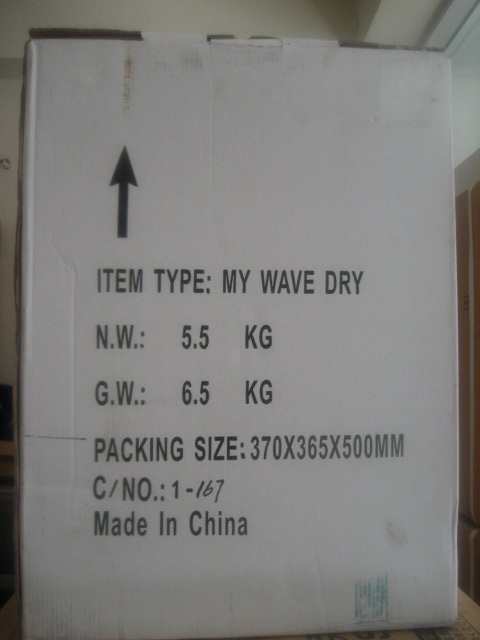 ITEM TYPE: MY WAVE DRY
N.W.: 5.5 KG
G.W.: 6.5 KG
PACKING SIZE: 370X365X500MM
C/NO.: 1-167
Made In China